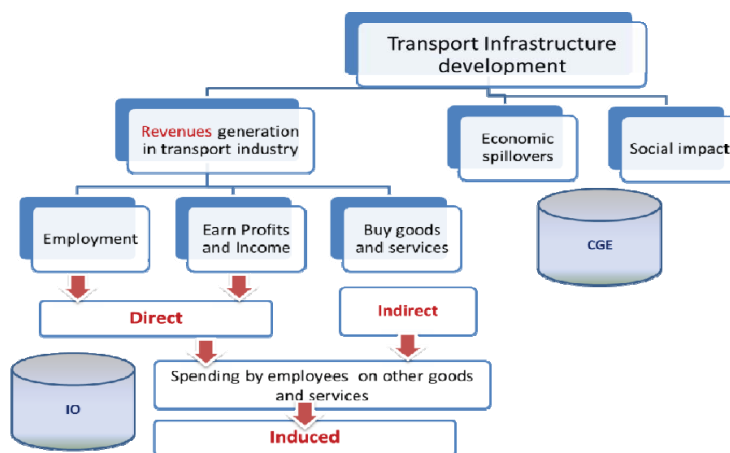 Transport Infrastructure
development
Revenues generation
in transport industry
Economic
spillovers
Social impact
Employment
Earn Profits
and Income
Buy goods
and services
CGE
Direct
Indirect
IO
Spending by employees on other goods
and services
Induced